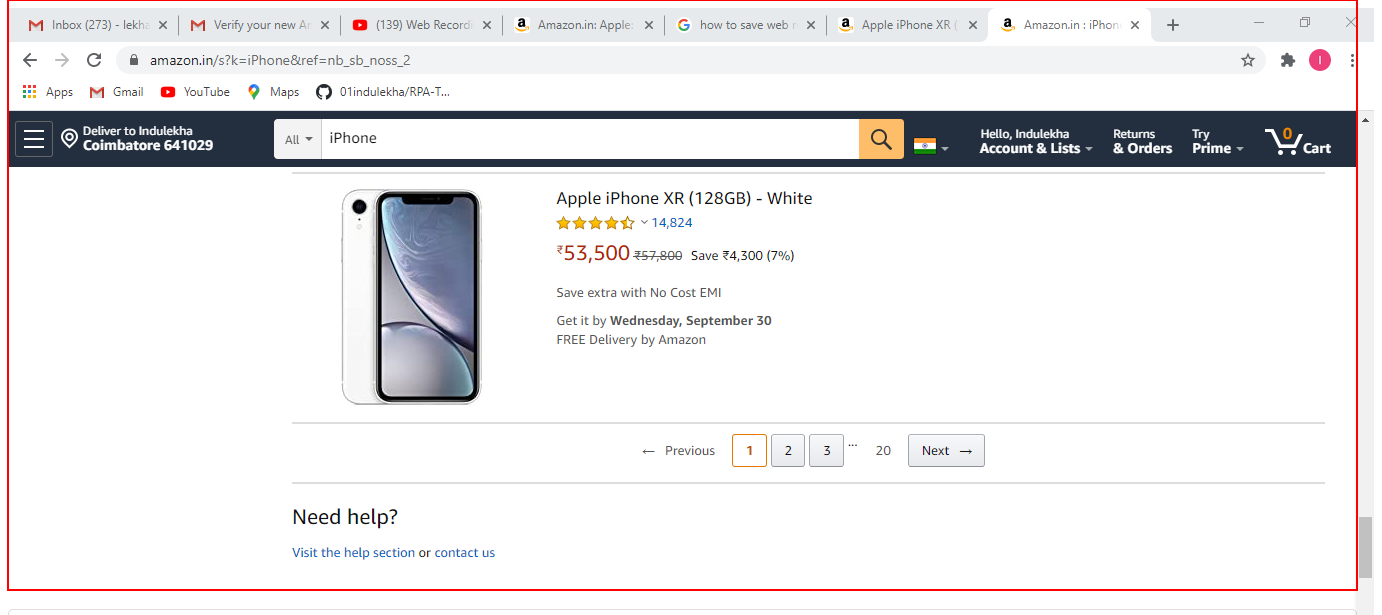 Inbox (273) - lekha
Verify your new Am
(139) Web Recordi
Amazon.in: Apple:
how to save web r
Apple iPhone XR (
Amazon.in : iPhone
amazon.in/s?k=iPhone&ref=nb_sb_noss_2
I
Apps
Gmail
YouTube
Maps
01indulekha/RPA-T...
Deliver to Indulekha
Coimbatore 641029
All
iPhone
Hello, Indulekha
Account & Lists
Returns
& Orders
Try
Prime
0
Cart
Apple iPhone XR (128GB) - White
14,824
₹53,500 ₹57,800 Save ₹4,300 (7%)
Save extra with No Cost EMI
Get it by Wednesday, September 30
FREE Delivery by Amazon
← Previous 1 2 3 ... 20 Next →
Need help?
Visit the help section or contact us